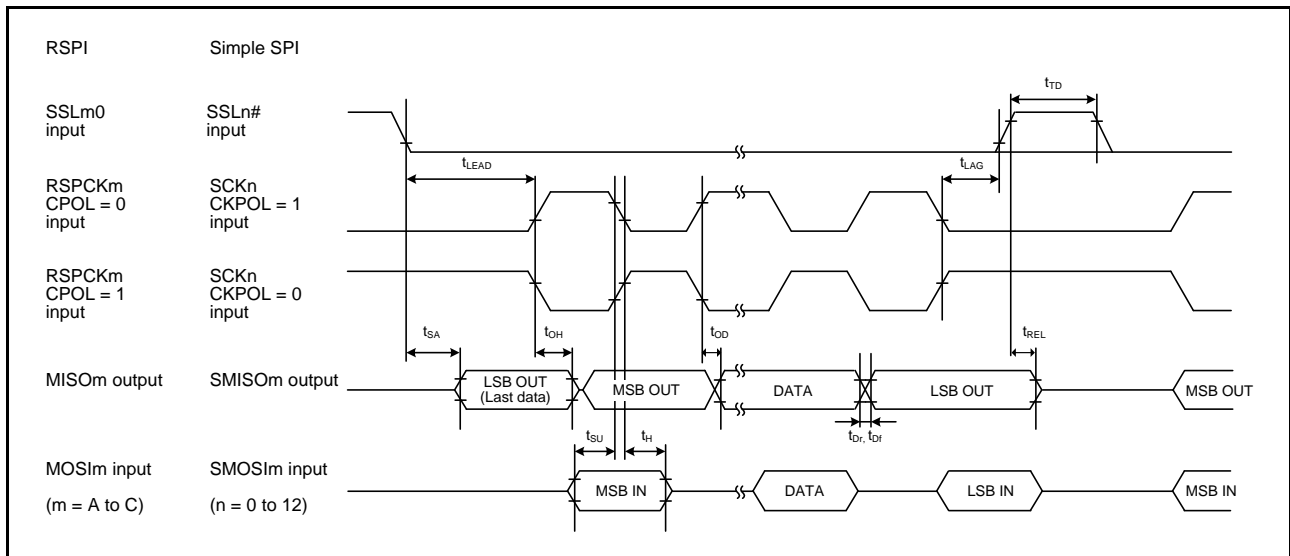 RSPI Simple SPI
SSLm0 SSLn#
input input
tTD
tLEAD
tLAG
RSPCKm SCKn
CPOL = 0 CKPOL = 1
input input
RSPCKm SCKn
CPOL = 1 CKPOL = 0
input input
tSA tOH tOD tREL
MISOm output SMISOm output
LSB OUT
(Last data)
MSB OUT DATA LSB OUT MSB OUT
tSU tH tDr, tDf
MOSIm input SMOSIm input
MSB IN DATA LSB IN MSB IN
(m = A to C) (n = 0 to 12)